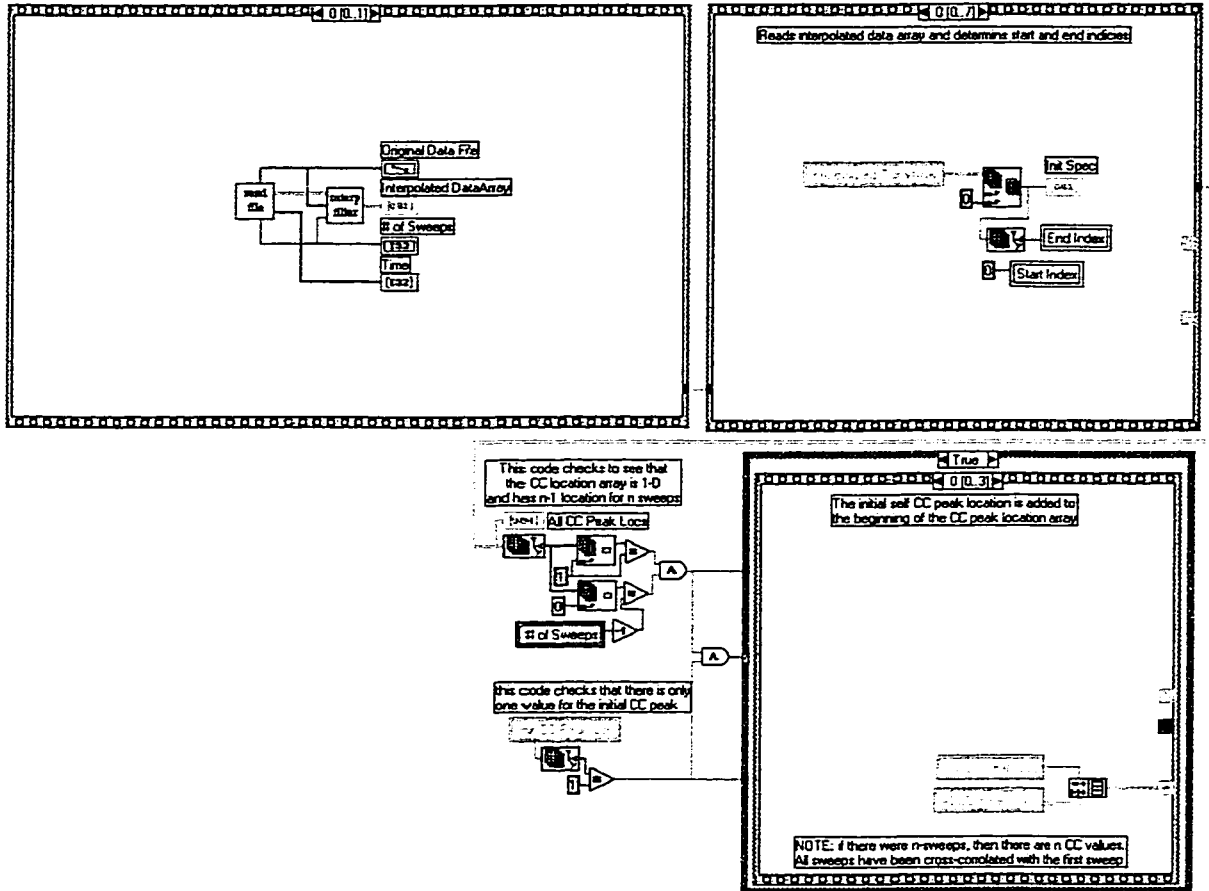 0 [0..1]
Original Data File
read
file
interp
filter
Interpolated DataArray
# of Sweeps
Time
0 [0..7]
Reads interpolated data array and determins start and end indicies
Init Spec
0
End Index
0
Start Index
This code checks to see that
the CC location array is 1-D
and has n-1 location for n sweeps
All CC Peak Locs
1
0
# of Sweeps
this code checks that there is only
one value for the initial CC peak
1
True
0 [0..3]
The initial self CC peak location is added to
the beginning of the CC peak location array
NOTE: if there were n-sweeps, then there are n CC values.
All sweeps have been cross-correlated with the first sweep